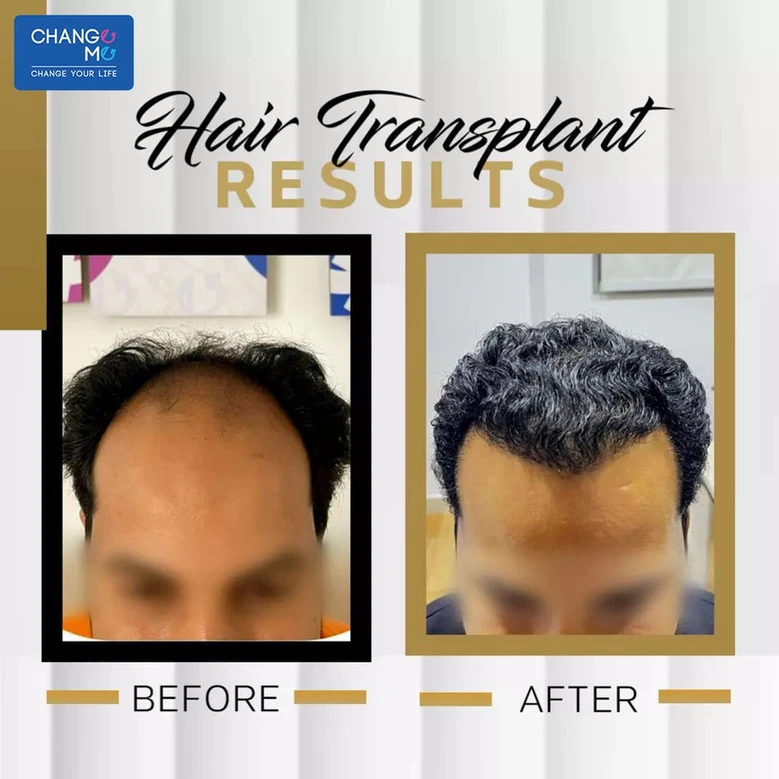 CHANGE
ME
CHANGE YOUR LIFE
Hair Transplant
RESULTS
BEFORE
AFTER